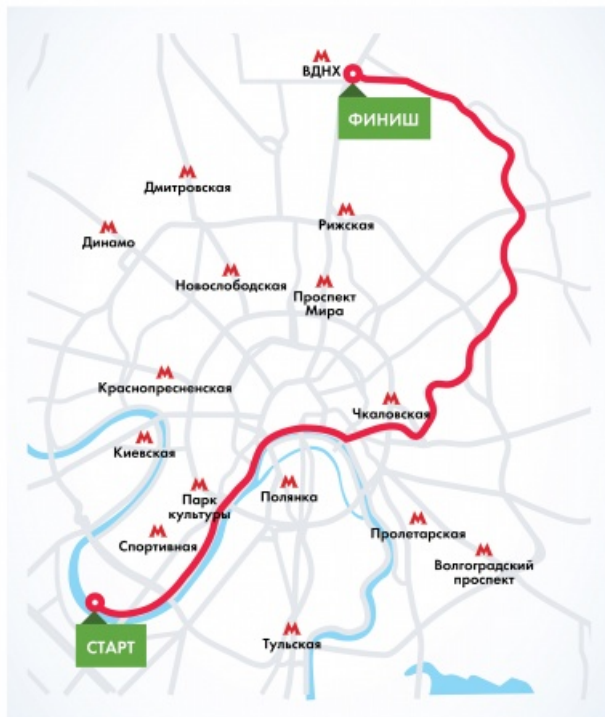 ВДНХ
ФИНИШ
Дмитровская
Рижская
Динамо
Новослободская
Проспект
Мира
Краснопресненская
Чкаловская
Киевская
Парк
культуры
Полянка
Спортивная
Пролетарская
Волгоградский
проспект
СТАРТ
Тульская